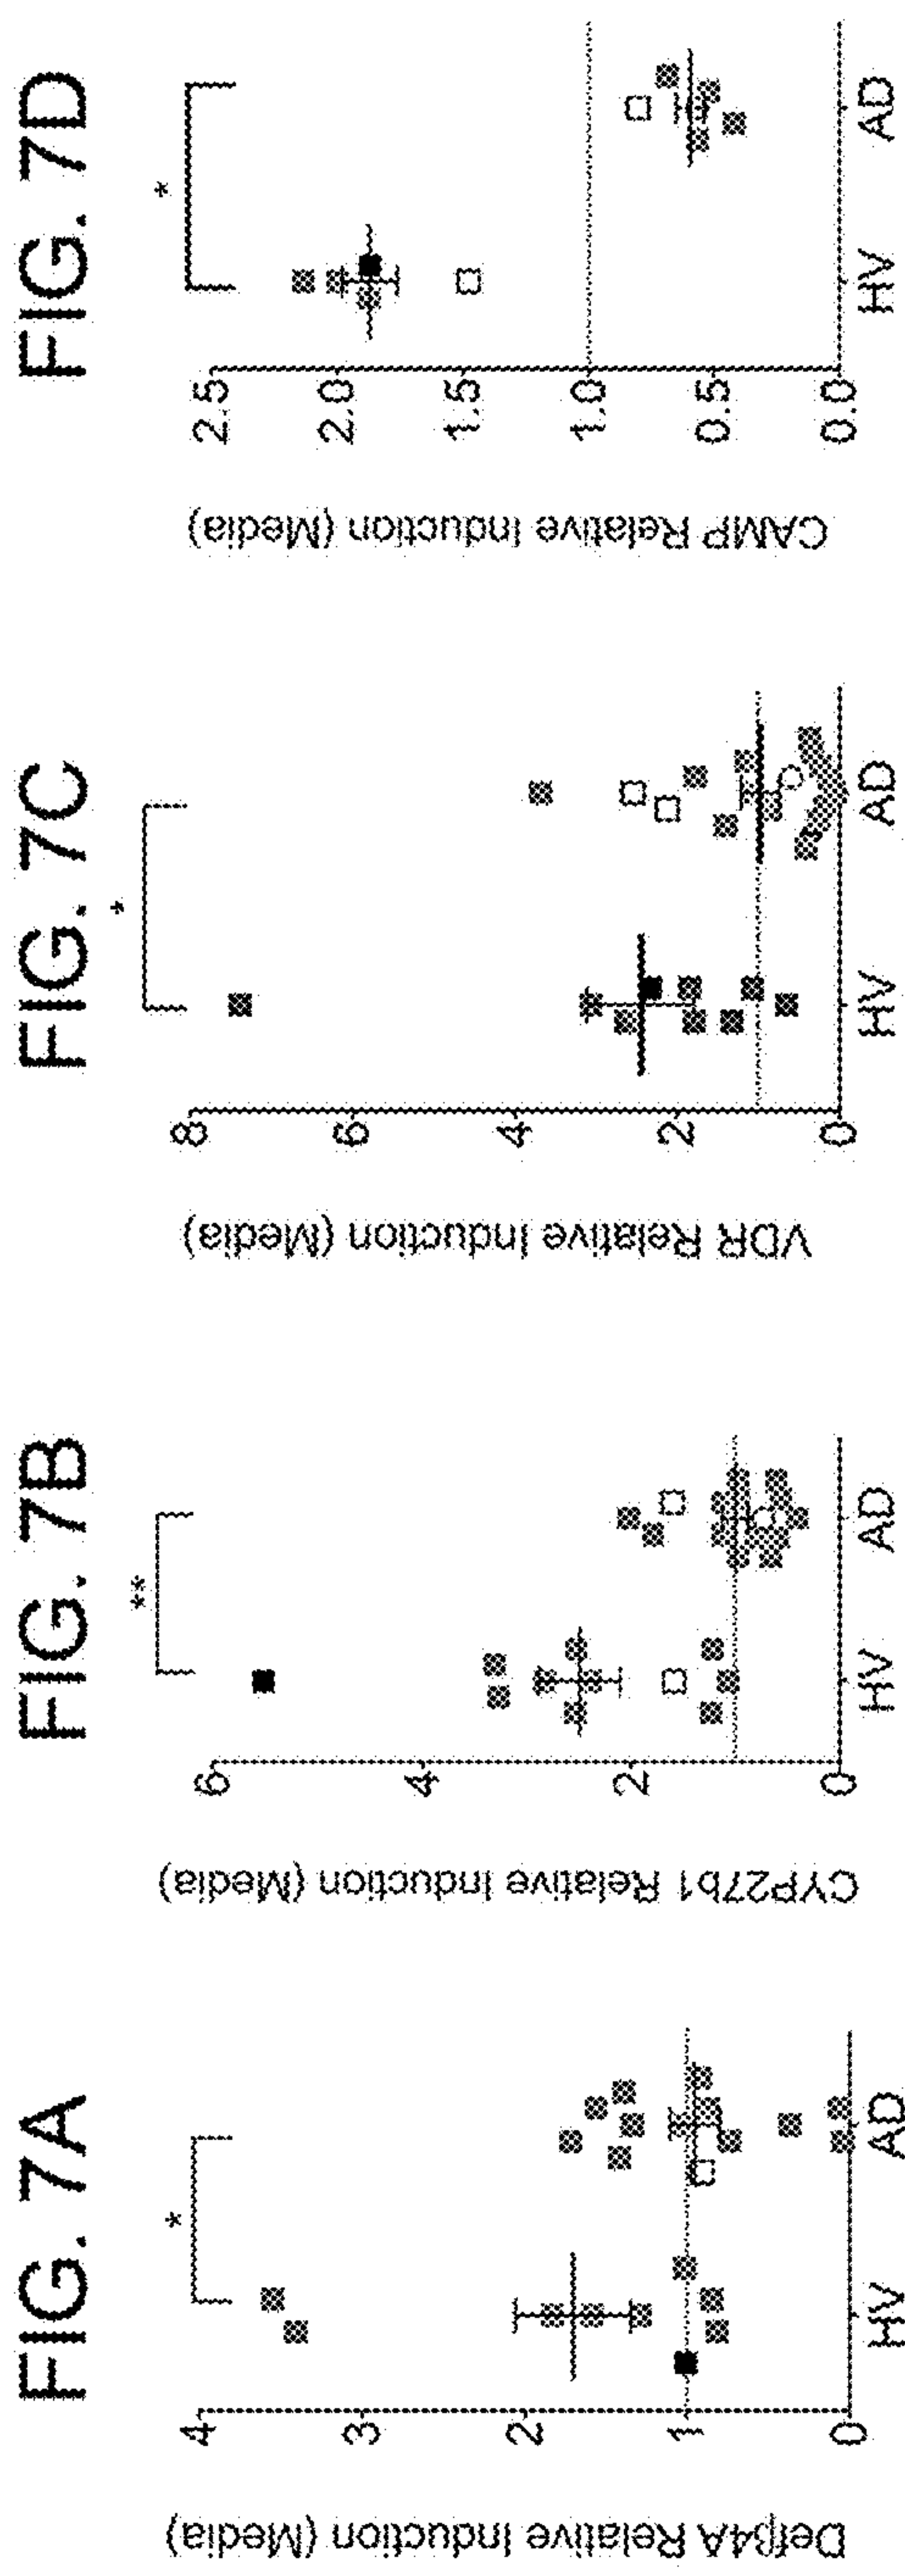 FIG. 7A
*
Defβ4A Relative Induction (Media)
4
3
2
1
0
HV
AD
FIG. 7B
**
CYP27b1 Relative Induction (Media)
6
4
2
0
HV
AD
FIG. 7C
*
VDR Relative Induction (Media)
8
6
4
2
0
HV
AD
FIG. 7D
*
CAMP Relative Induction (Media)
2.5
2.0
1.5
1.0
0.5
0.0
HV
AD